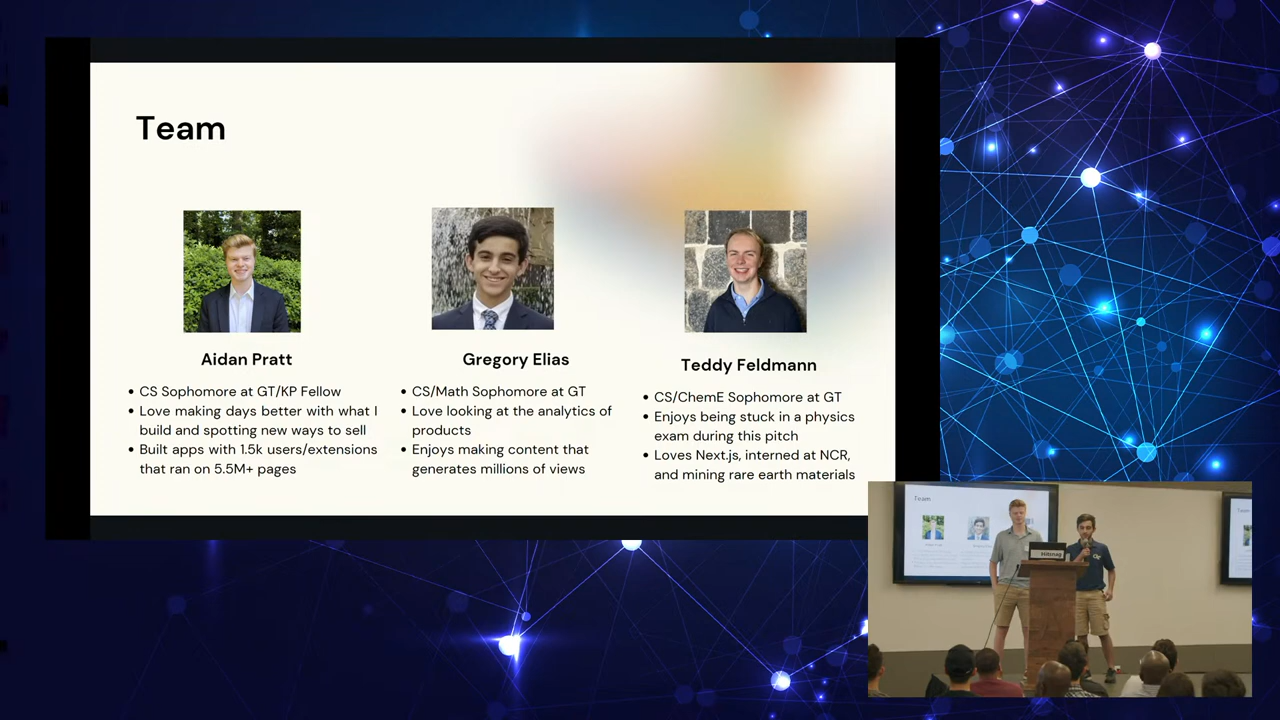 Team
Aidan Pratt
CS Sophomore at GT/KP Fellow
Love making days better with what I
build and spotting new ways to sell
Built apps with 1.5k users/extensions
that ran on 5.5M+ pages
Gregory Elias
CS/Math Sophomore at GT
Love looking at the analytics of
products
Enjoys making content that
generates millions of views
Teddy Feldmann
CS/ChemE Sophomore at GT
Enjoys being stuck in a physics
exam during this pitch
Loves Next.js, interned at NCR,
and mining rare earth materials
Team